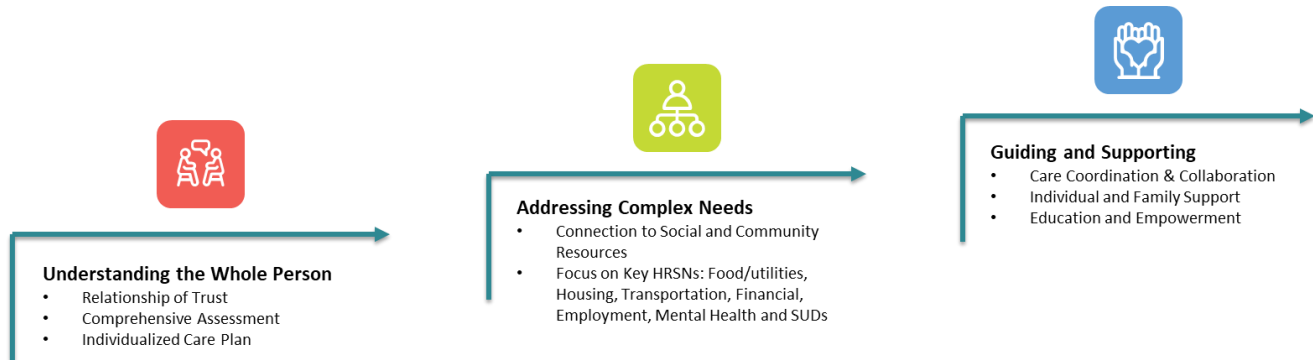 Understanding the Whole Person
• Relationship of Trust
• Comprehensive Assessment
• Individualized Care Plan
Addressing Complex Needs
• Connection to Social and Community
Resources
• Focus on Key HRSNs: Food/utilities,
Housing, Transportation, Financial,
Employment, Mental Health and SUDs
Guiding and Supporting
• Care Coordination & Collaboration
• Individual and Family Support
• Education and Empowerment